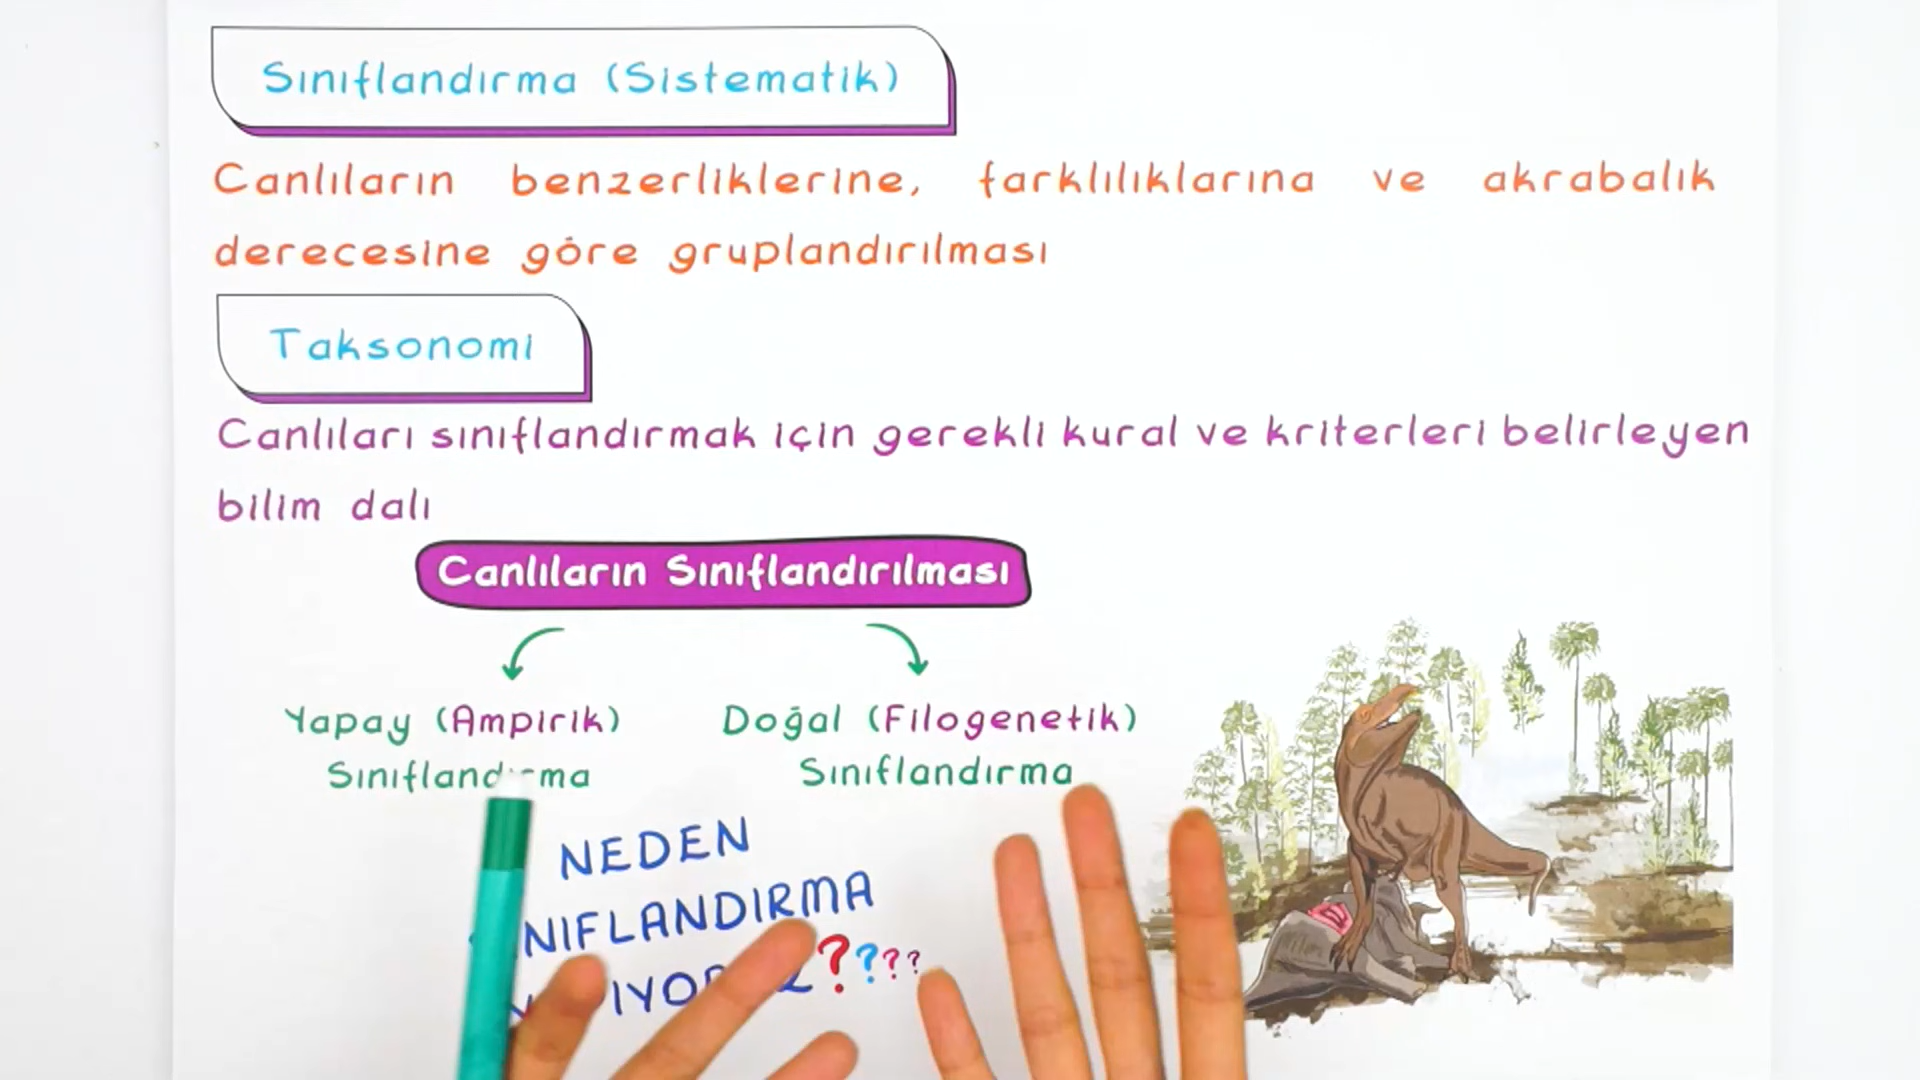 Sınıflandırma (Sistematik)
Canlıların benzerliklerine, farklılıklarına ve akrabalık
derecesine göre gruplandırılması
Taksonomi
Canlıları sınıflandırmak için gerekli kural ve kriterleri belirleyen
bilim dalı
Canlıların Sınıflandırılması
Yapay (Ampirik)
Doğal (Filogenetik)
Sınıflandırma
NEDEN
????